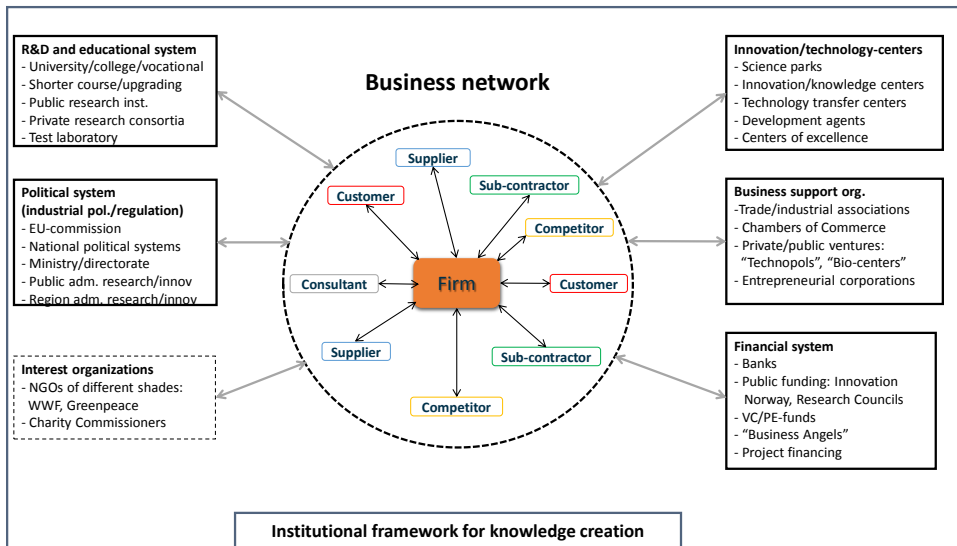 R&D and educational system
- University/college/vocational
- Shorter course/upgrading
- Public research inst.
- Private research consortia
- Test laboratory
Political system
(industrial pol./regulation)
- EU-commission
- National political systems
- Ministry/directorate
- Public adm. research/innov
- Region adm. research/innov
Interest organizations
- NGOs of different shades:
WWF, Greenpeace
- Charity Commissioners
Business network
Supplier
Sub-contractor
Customer
Competitor
Consultant
Firm
Customer
Supplier
Sub-contractor
Competitor
Innovation/technology-centers
- Science parks
- Innovation/knowledge centers
- Technology transfer centers
- Development agents
- Centers of excellence
Business support org.
-Trade/industrial associations
- Chambers of Commerce
- Private/public ventures:
“Technopols”, “Bio-centers”
- Entrepreneurial corporations
Financial system
- Banks
- Public funding: Innovation
Norway, Research Councils
- VC/PE-funds
- “Business Angels”
- Project financing
Institutional framework for knowledge creation